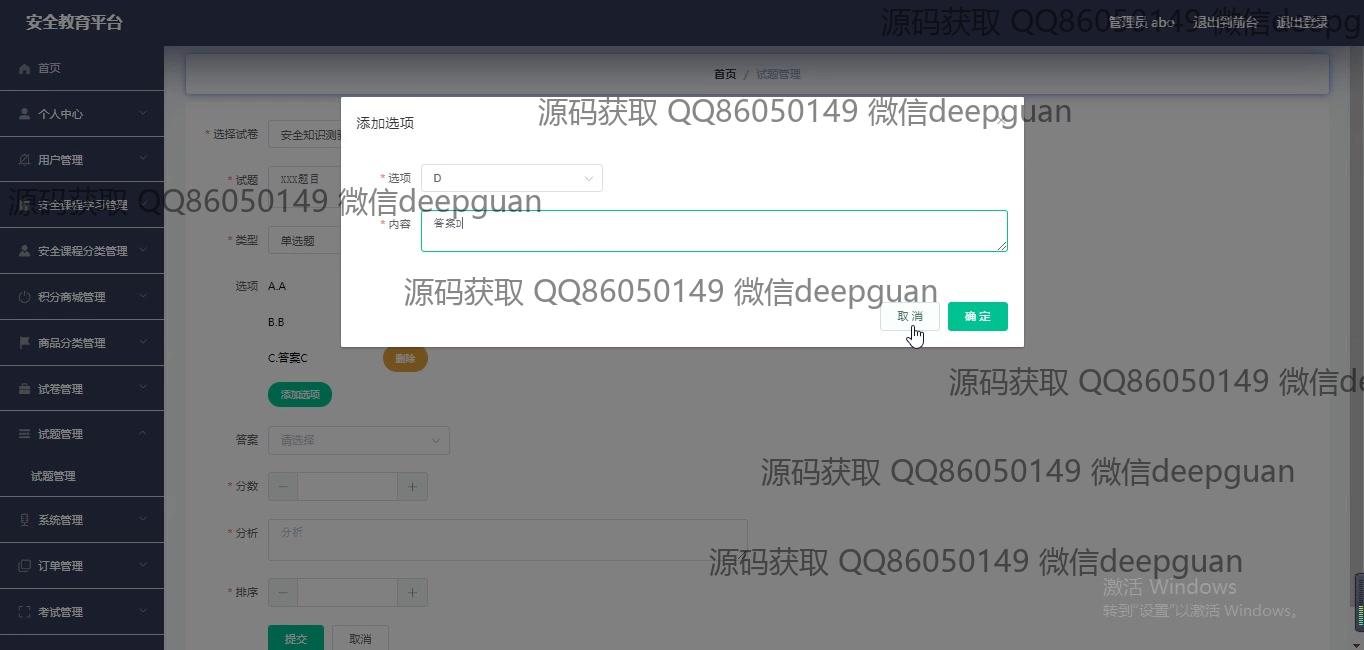 安全教育平台
管理员 abo
退出到前台
退出登录
源码获取 QQ86050149 微信deepg
首页
个人中心
用户管理
安全课程学习管理
安全课程分类管理
积分商城管理
商品分类管理
试卷管理
试题管理
试题管理
系统管理
订单管理
考试管理
首页 / 试题管理
添加选项
源码获取 QQ86050149 微信deepguan
* 选择试卷 安全知识测
* 选项 D
* 试题 XXX题目
源码获取 QQ86050149 微信deepguan
* 内容 答案D
* 类型 单选题
选项 A.A
源码获取 QQ86050149 微信deepguan
取消
确定
B.B
C.答案C
删除
源码获取 QQ86050149 微信de
添加选项
答案 请选择
源码获取 QQ86050149 微信deepguan
* 分数
* 分析 分析
源码获取 QQ86050149 微信deepguan
* 排序
激活 Windows
转到"设置"以激活 Windows。
提交
取消